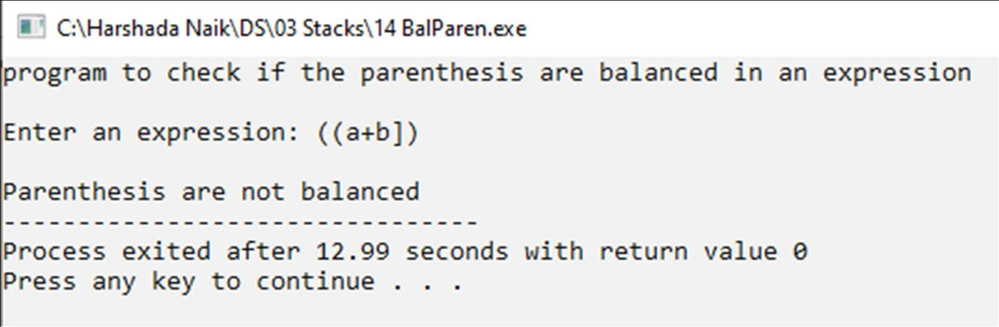 C:\Harshada Naik\DS\03 Stacks\14 BalParen.exe
program to check if the parenthesis are balanced in an expression
Enter an expression: ((a+b])
Parenthesis are not balanced
--------------------------------
Process exited after 12.99 seconds with return value 0
Press any key to continue . . .